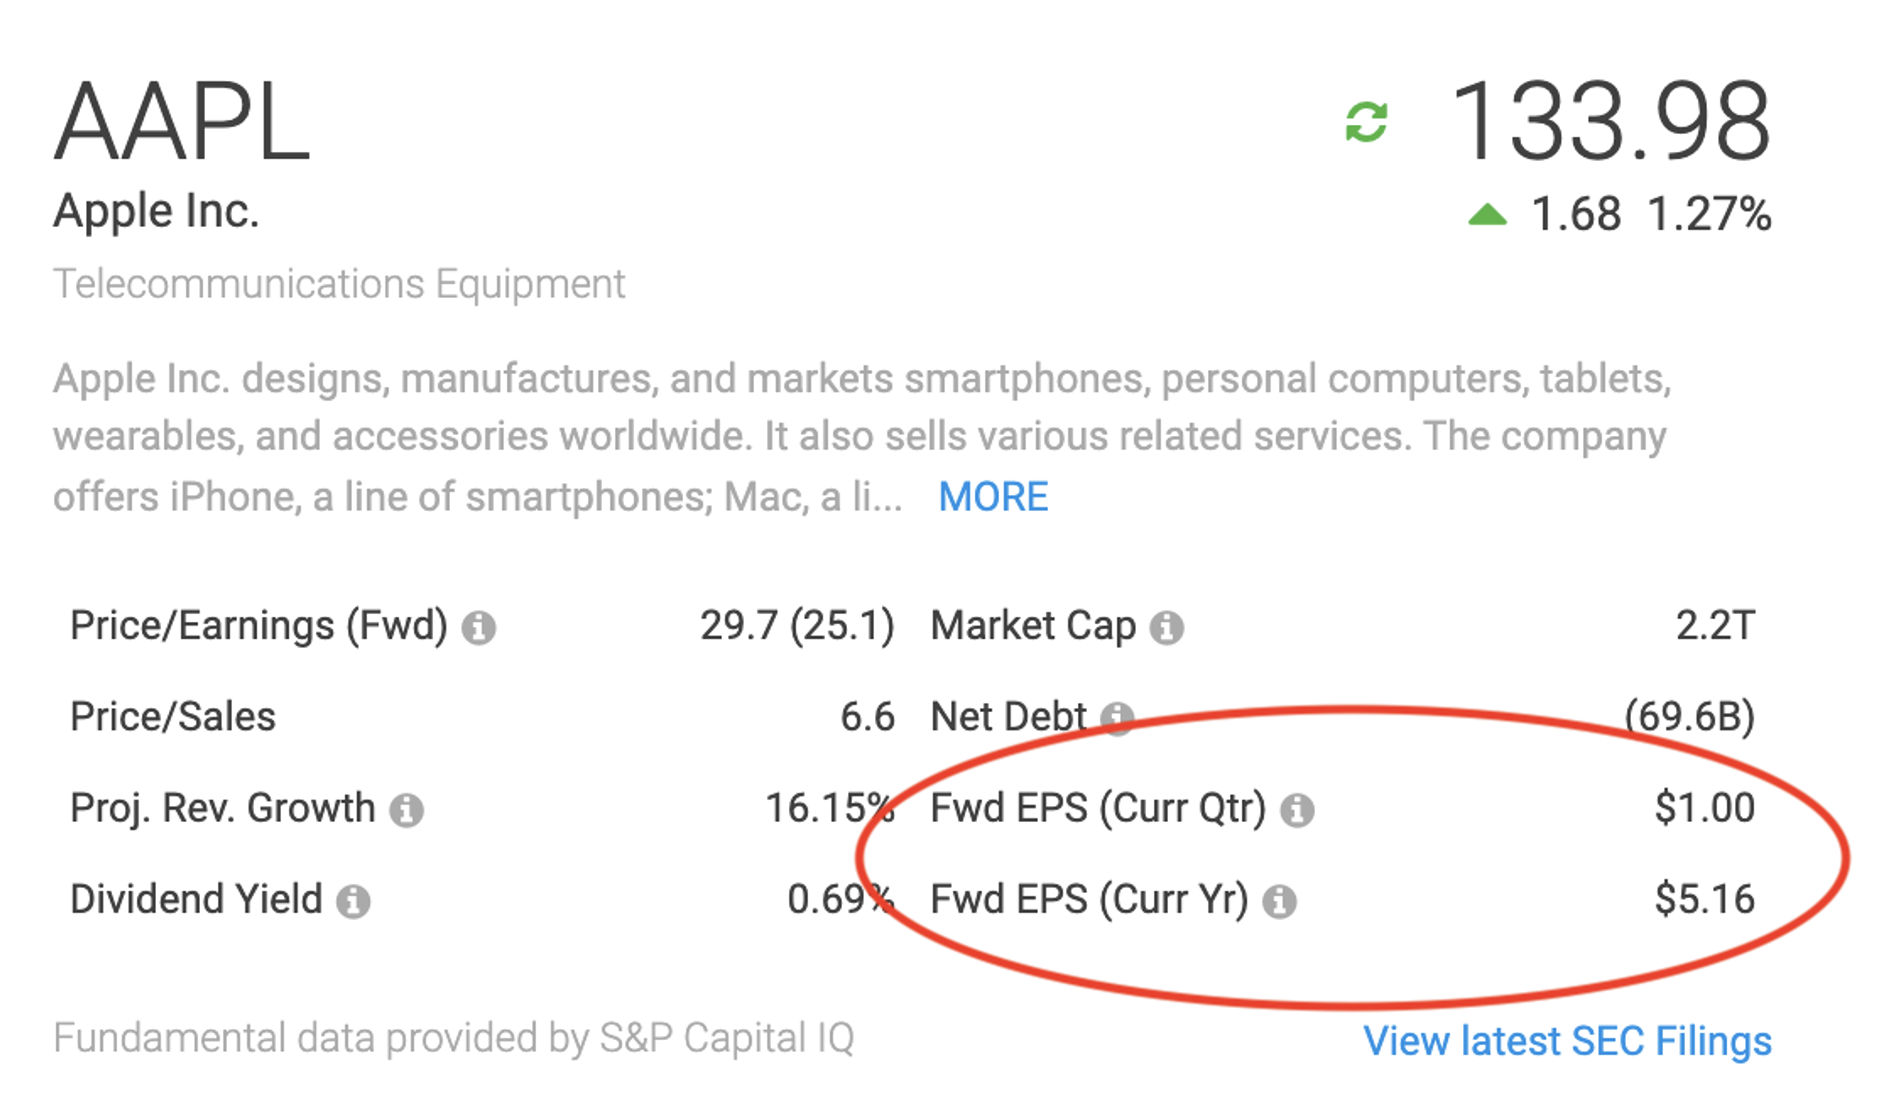 AAPL
133.98
Apple Inc.
1.68 1.27%
Telecommunications Equipment
Apple Inc. designs, manufactures, and markets smartphones, personal computers, tablets,
wearables, and accessories worldwide. It also sells various related services. The company
offers iPhone, a line of smartphones; Mac, a li... MORE
Price/Earnings (Fwd) 29.7 (25.1) Market Cap 2.2T
Price/Sales 6.6 Net Debt (69.6B)
Proj. Rev. Growth 16.15% Fwd EPS (Curr Qtr) $1.00
Dividend Yield 0.69% Fwd EPS (Curr Yr) $5.16
Fundamental data provided by S&P Capital IQ View latest SEC Filings